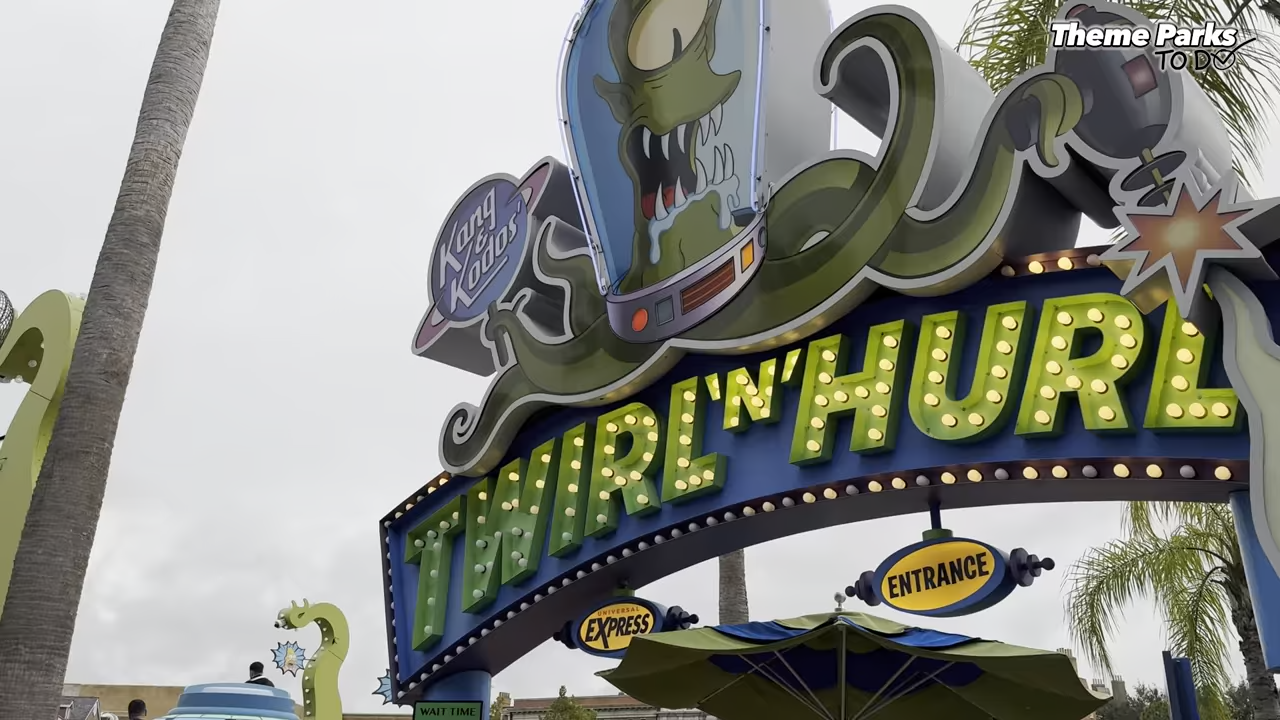 Theme Parks
TO DO
Kang
&
Kodos'
TWIRL 'N' HURL
ENTRANCE
UNIVERSAL
EXPRESS
WAIT TIME